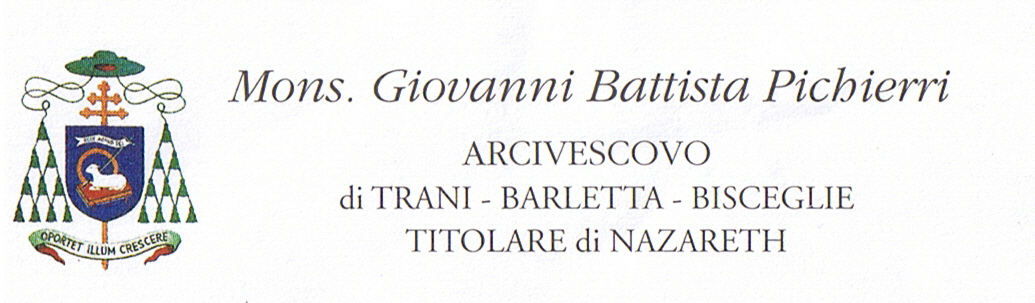 Mons. Giovanni Battista Pichierri
ARCIVESCOVO
di TRANI - BARLETTA - BISCEGLIE
TITOLARE di NAZARETH
OPORTET ILLUM CRESCERE